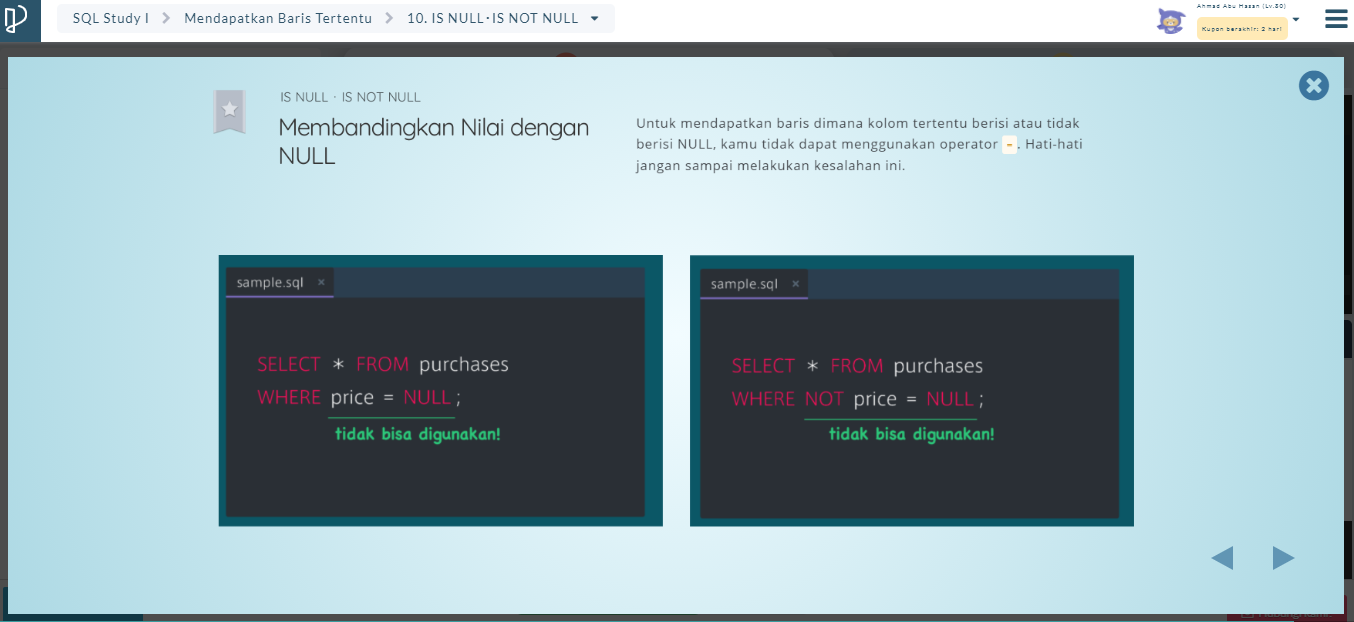 SQL Study I
Mendapatkan Baris Tertentu
10. IS NULL·IS NOT NULL
Ahmad Abu Hasan (Lv.80)
Kupon berakhir: 2 hari
IS NULL · IS NOT NULL
Membandingkan Nilai dengan
NULL
Untuk mendapatkan baris dimana kolom tertentu berisi atau tidak
berisi NULL, kamu tidak dapat menggunakan operator =. Hati-hati
jangan sampai melakukan kesalahan ini.
sample.sql ×
SELECT * FROM purchases
WHERE price = NULL ;
tidak bisa digunakan!
sample.sql ×
SELECT * FROM purchases
WHERE NOT price = NULL ;
tidak bisa digunakan!